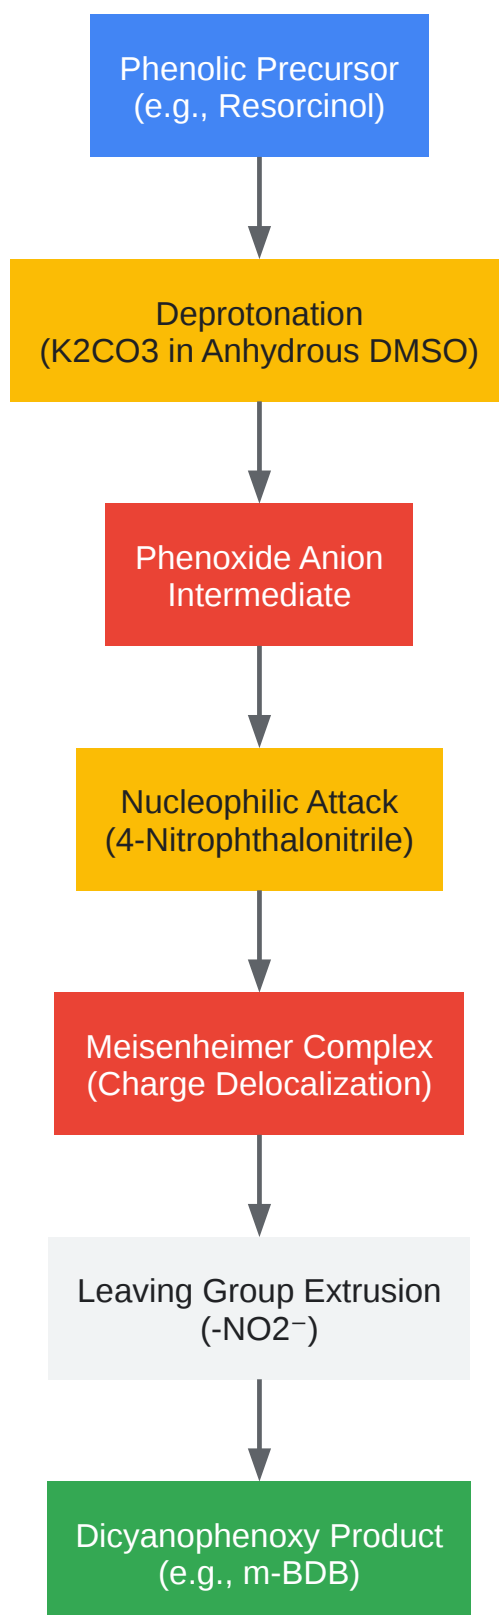 Phenolic Precursor
(e.g., Resorcinol)
Deprotonation
(K2CO3 in Anhydrous DMSO)
Phenoxide Anion
Intermediate
Nucleophilic Attack
(4-Nitrophthalonitrile)
Meisenheimer Complex
(Charge Delocalization)
Leaving Group Extrusion
(-NO2⁻)
Dicyanophenoxy Product
(e.g., m-BDB)